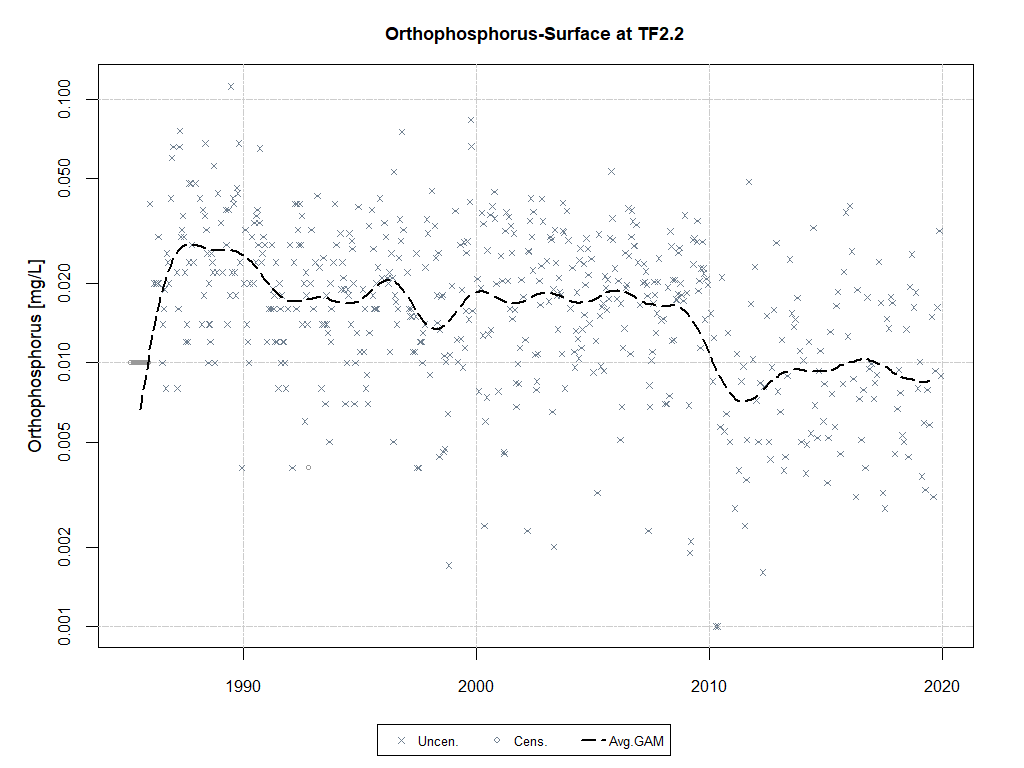 Orthophosphorus-Surface at TF2.2
Orthophosphorus [mg/L]
0.100
0.050
0.020
0.010
0.005
0.002
0.001
1990
2000
2010
2020
Uncen.
Cens.
Avg.GAM